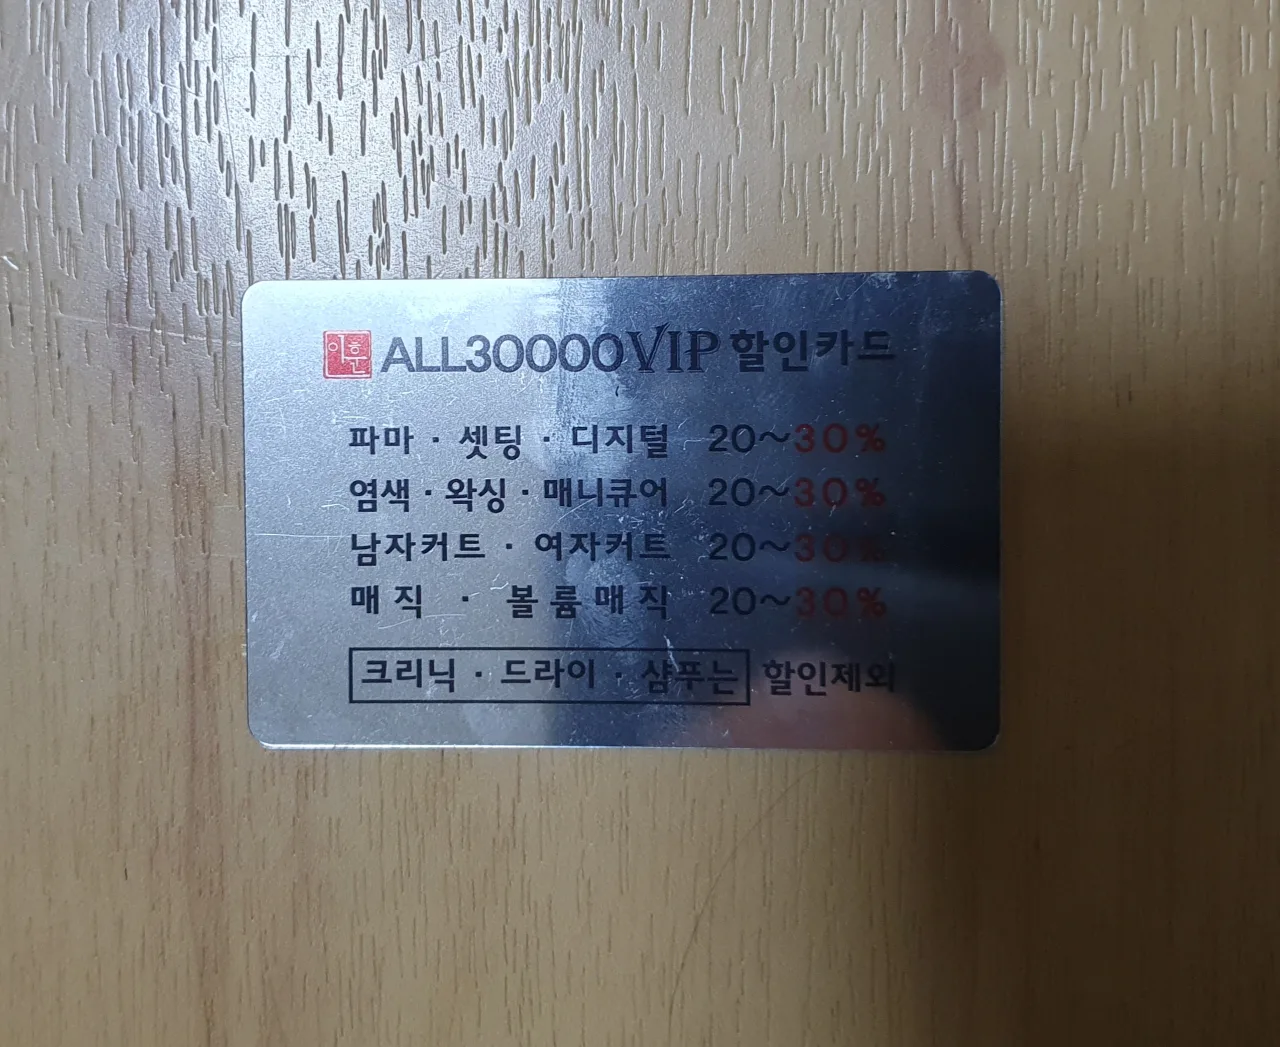 이훈 ALL30000VIP 할인카드
파마 · 셋팅 · 디지털 20~30%
염색 · 왁싱 · 매니큐어 20~30%
남자커트 · 여자커트 20~30%
매직 · 볼륨매직 20~30%
크리닉 · 드라이 · 샴푸는 할인제외